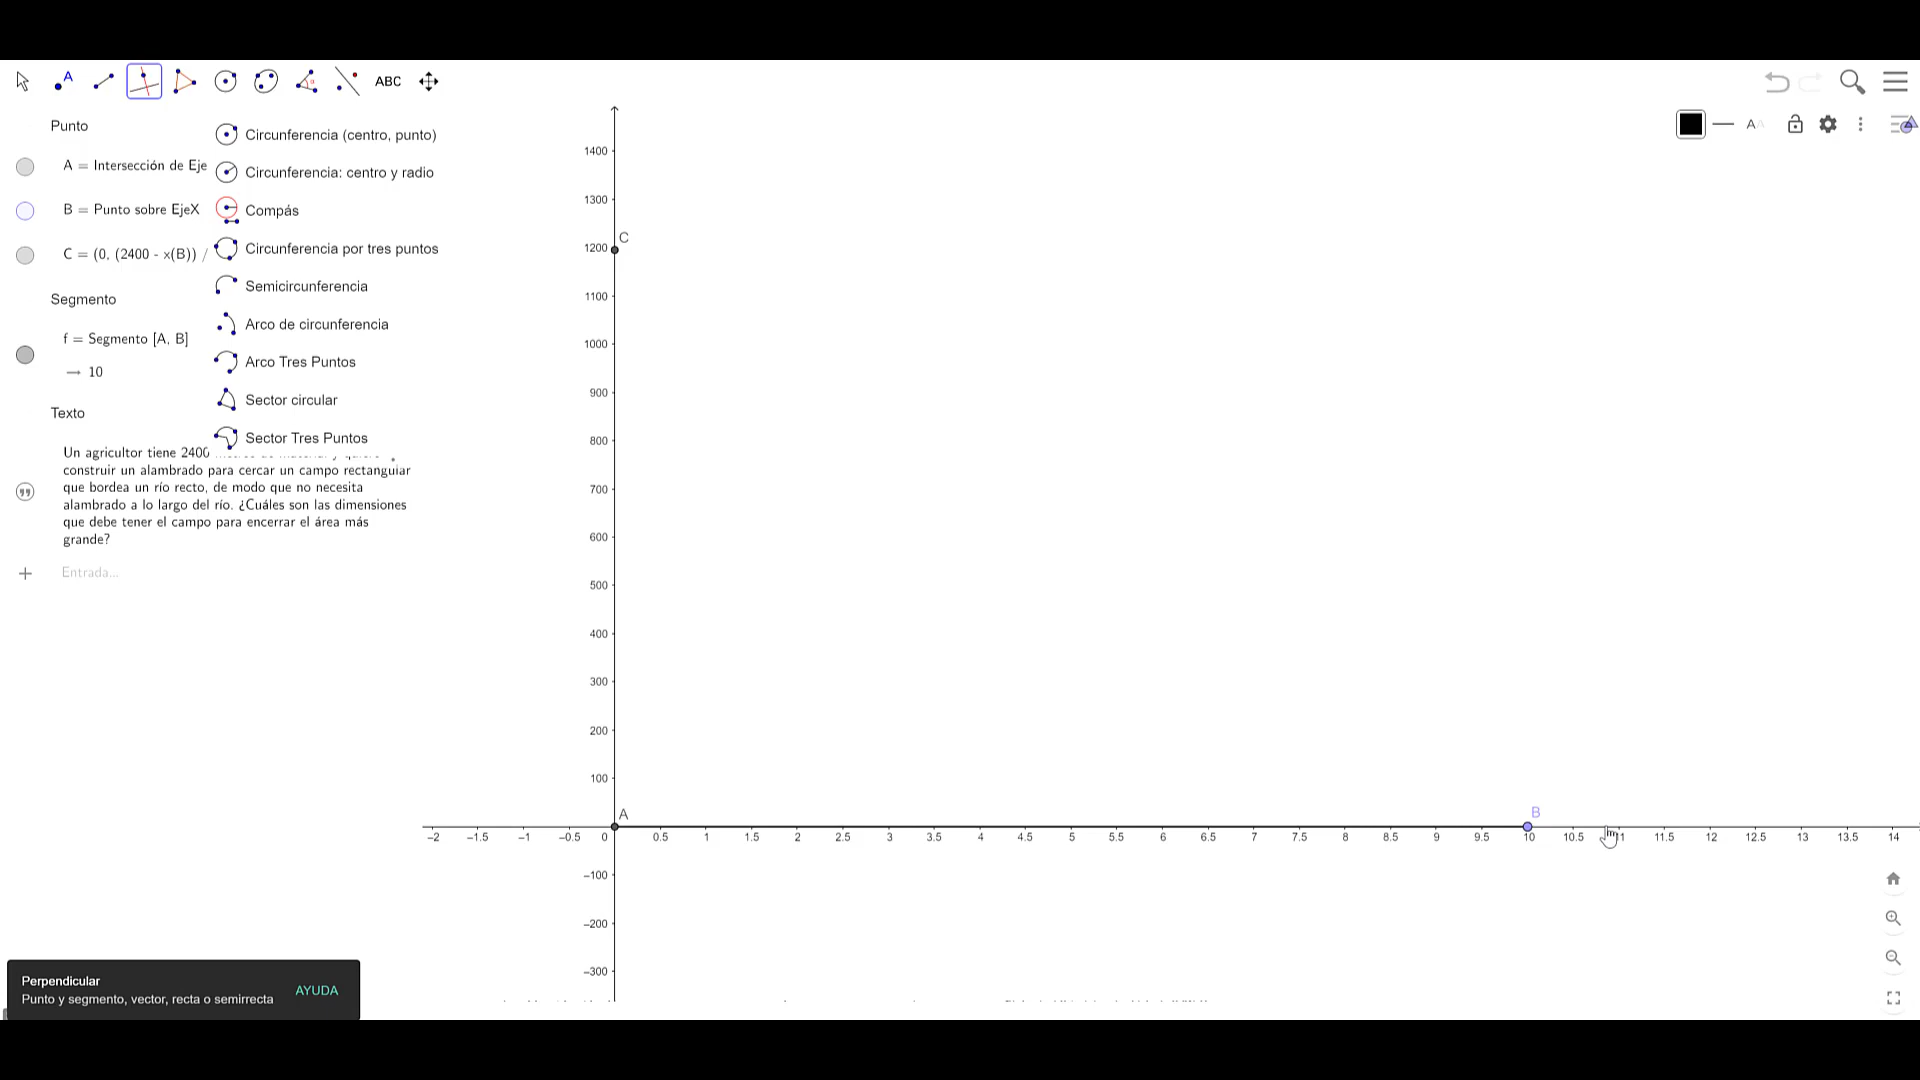 A
ABC
AA
Punto
A = Intersección de Eje
B = Punto sobre EjeX
C = (0, (2400 - x(B)) /
Segmento
f = Segmento [A, B]
→ 10
Texto
Un agricultor tiene 2400
construir un alambrado para cercar un campo rectangular
que bordea un río recto, de modo que no necesita
alambrado a lo largo del río. ¿Cuáles son las dimensiones
que debe tener el campo para encerrar el área más
grande?
+ Entrada...
Circunferencia (centro, punto)
Circunferencia: centro y radio
Compás
Circunferencia por tres puntos
Semicircunferencia
Arco de circunferencia
Arco Tres Puntos
Sector circular
Sector Tres Puntos
1400
1300
C
1200
1100
1000
900
800
700
600
500
400
300
200
100
A
B
−2 −1.5 −1 −0.5 0 0.5 1 1.5 2 2.5 3 3.5 4 4.5 5 5.5 6 6.5 7 7.5 8 8.5 9 9.5 10 10.5 11 11.5 12 12.5 13 13.5 14
−100
−200
−300
Perpendicular
Punto y segmento, vector, recta o semirrecta
AYUDA